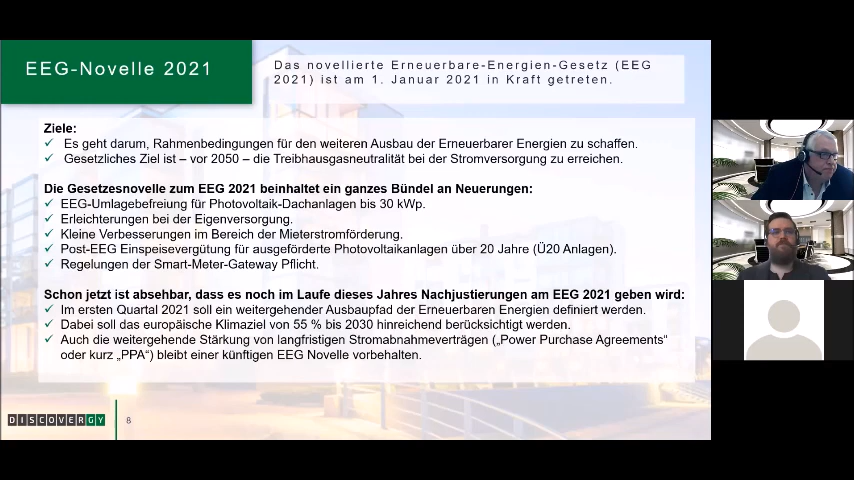 EEG-Novelle 2021
Das novellierte Erneuerbare-Energien-Gesetz (EEG
2021) ist am 1. Januar 2021 in Kraft getreten.
Ziele:
✓ Es geht darum, Rahmenbedingungen für den weiteren Ausbau der Erneuerbarer Energien zu schaffen.
✓ Gesetzliches Ziel ist – vor 2050 – die Treibhausgasneutralität bei der Stromversorgung zu erreichen.
Die Gesetzesnovelle zum EEG 2021 beinhaltet ein ganzes Bündel an Neuerungen:
✓ EEG-Umlagebefreiung für Photovoltaik-Dachanlagen bis 30 kWp.
✓ Erleichterungen bei der Eigenversorgung.
✓ Kleine Verbesserungen im Bereich der Mieterstromförderung.
✓ Post-EEG Einspeisevergütung für ausgeförderte Photovoltaikanlagen über 20 Jahre (Ü20 Anlagen).
✓ Regelungen der Smart-Meter-Gateway Pflicht.
Schon jetzt ist absehbar, dass es noch im Laufe dieses Jahres Nachjustierungen am EEG 2021 geben wird:
✓ Im ersten Quartal 2021 soll ein weitergehender Ausbaupfad der Erneuerbaren Energien definiert werden.
✓ Dabei soll das europäische Klimaziel von 55 % bis 2030 hinreichend berücksichtigt werden.
✓ Auch die weitergehende Stärkung von langfristigen Stromabnahmeverträgen („Power Purchase Agreements“
oder kurz „PPA“) bleibt einer künftigen EEG Novelle vorbehalten.
DISCOVERGY
8